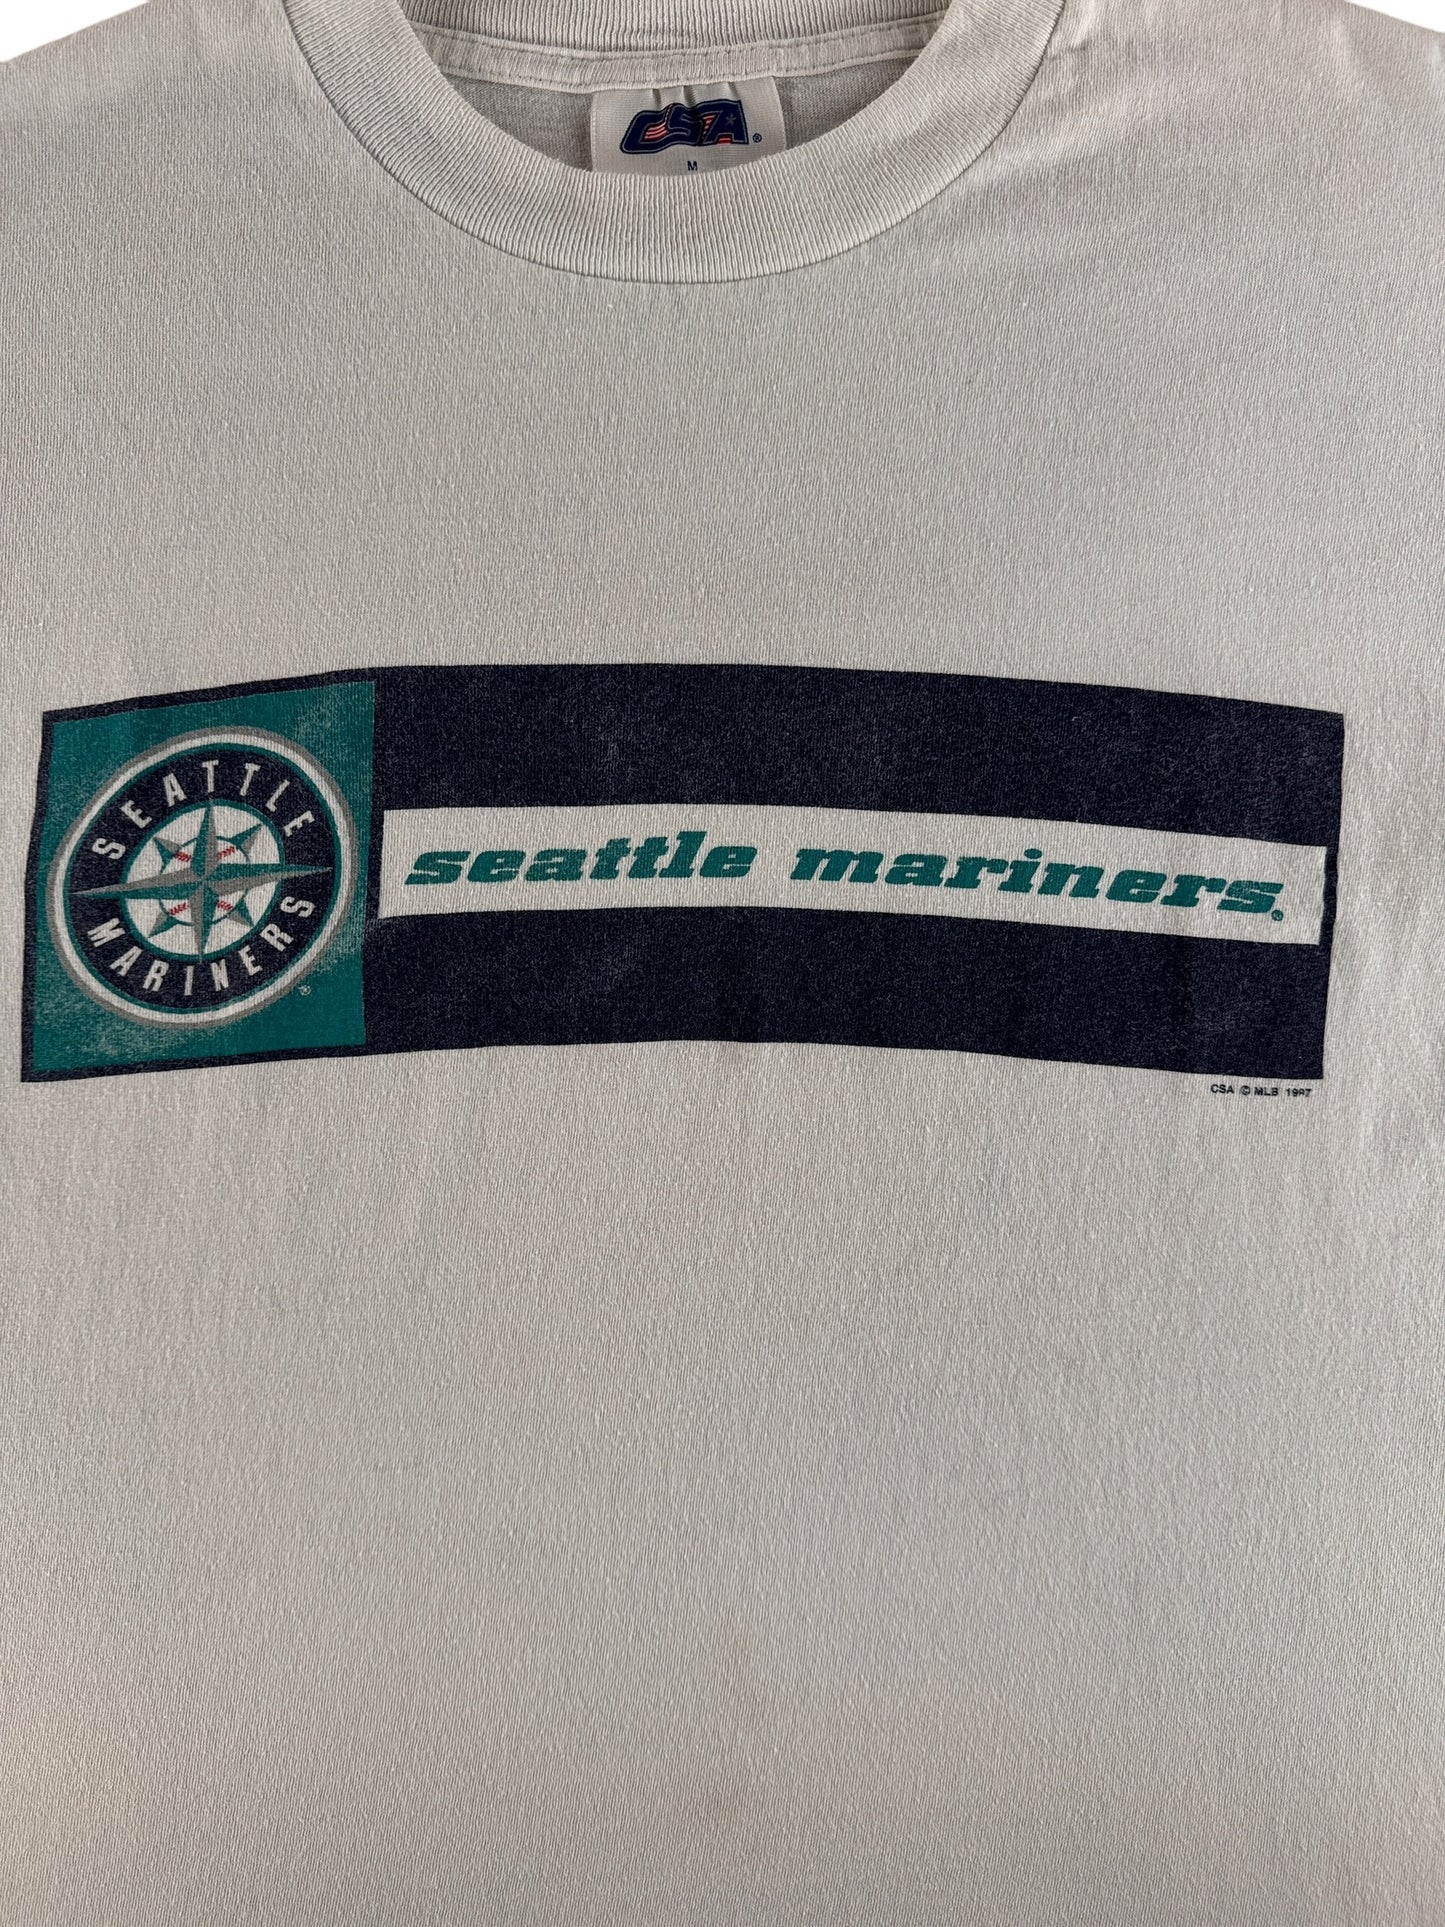 CSA®
M
SEATTLE
MARINERS
®
seattle mariners®
CSA © MLB 1997